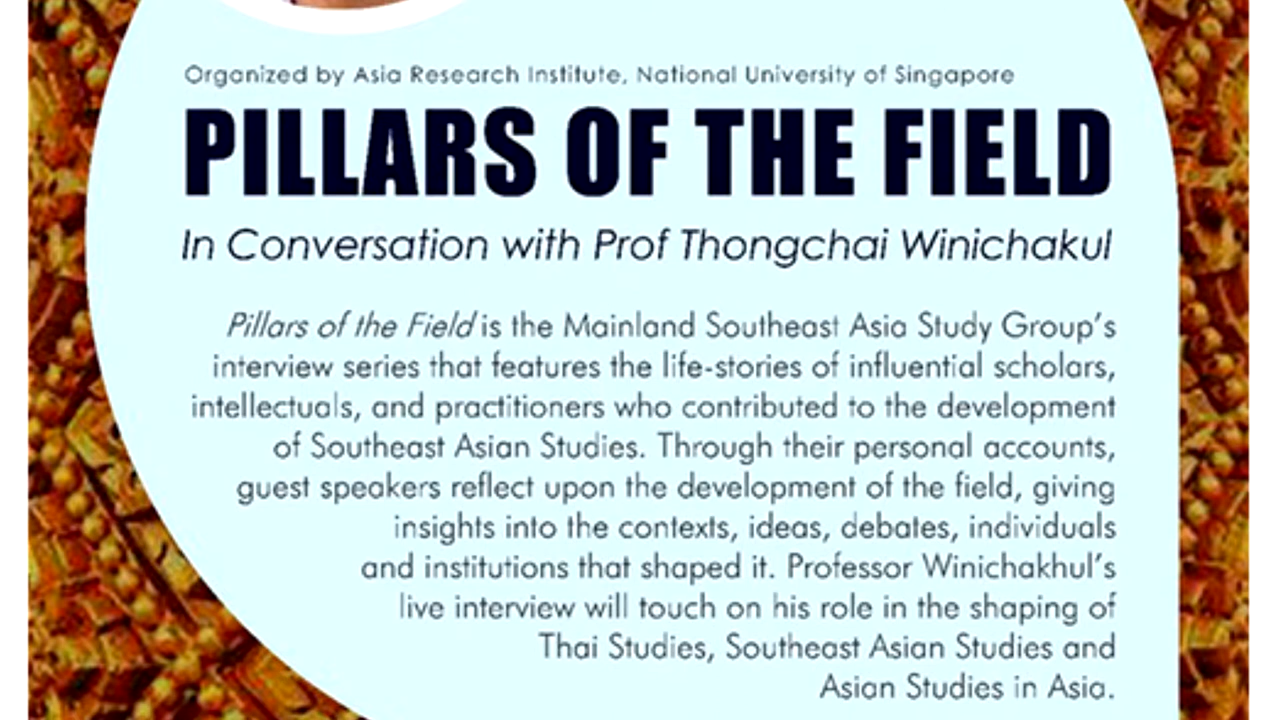 Organized by Asia Research Institute, National University of Singapore
PILLARS OF THE FIELD
In Conversation with Prof Thongchai Winichakul
Pillars of the Field is the Mainland Southeast Asia Study Group's
interview series that features the life-stories of influential scholars,
intellectuals, and practitioners who contributed to the development
of Southeast Asian Studies. Through their personal accounts,
guest speakers reflect upon the development of the field, giving
insights into the contexts, ideas, debates, individuals
and institutions that shaped it. Professor Winichakhul's
live interview will touch on his role in the shaping of
Thai Studies, Southeast Asian Studies and
Asian Studies in Asia.